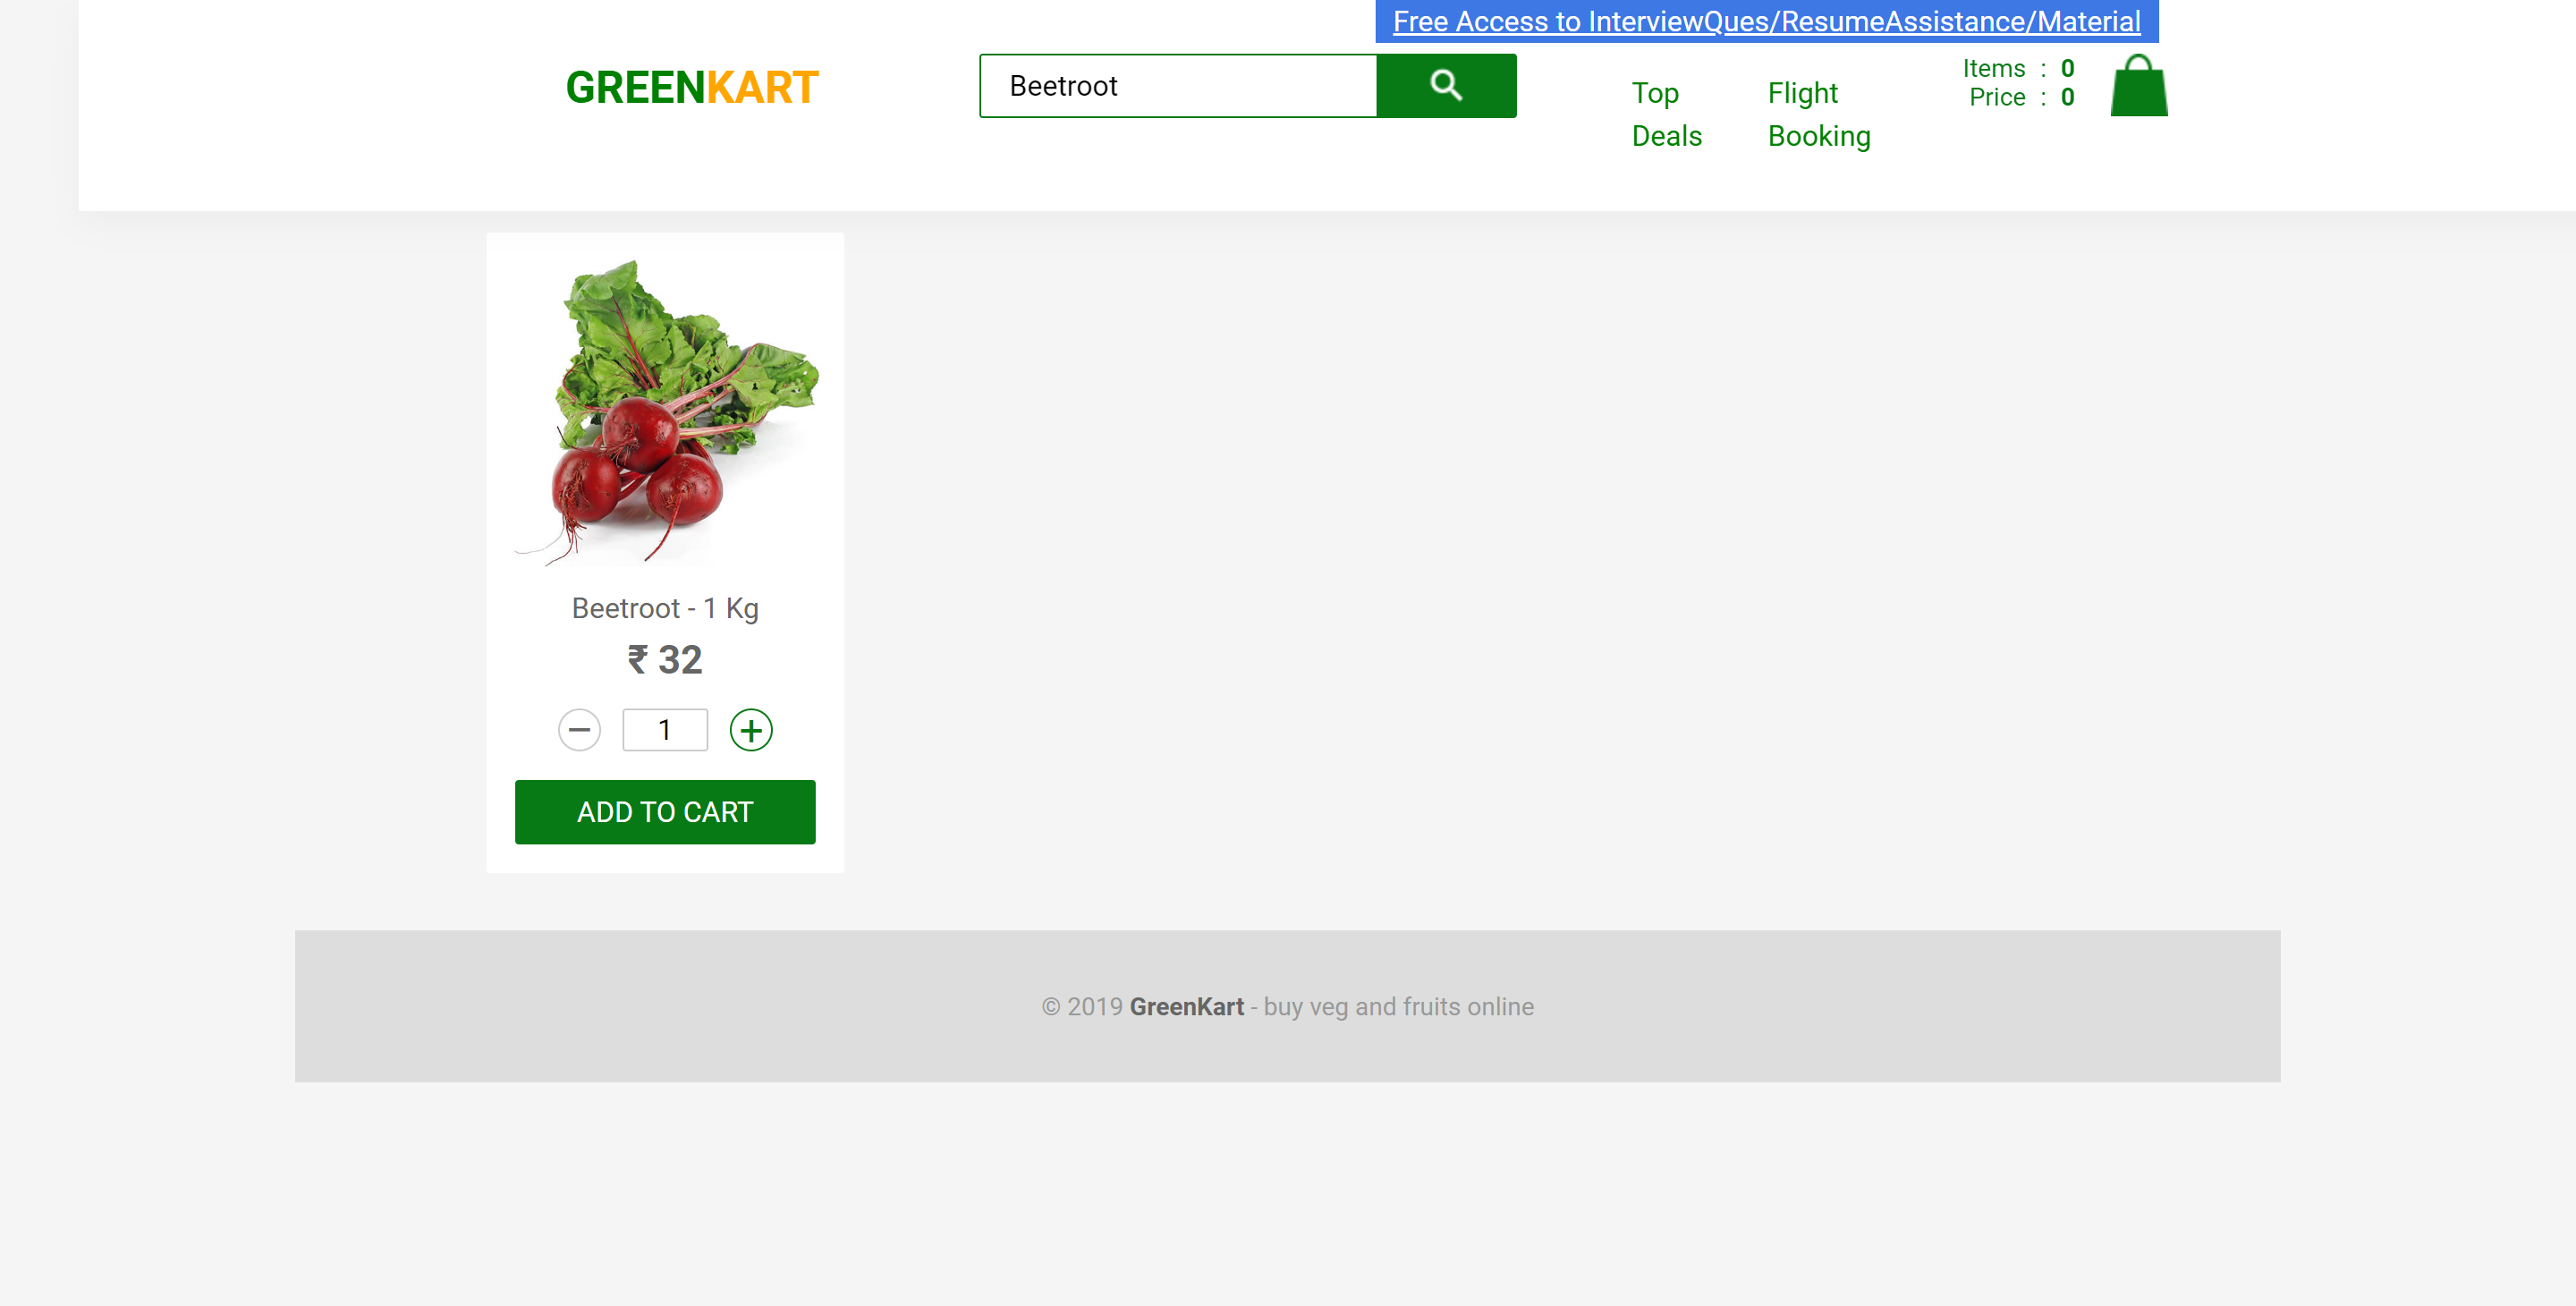 Free Access to InterviewQues/ResumeAssistance/Material
GREENKART
Beetroot
Top
Deals
Flight
Booking
Items : 0
Price : 0
Beetroot - 1 Kg
₹ 32
1
ADD TO CART
© 2019 GreenKart - buy veg and fruits online